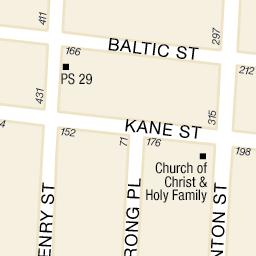 411
297
BALTIC ST
166
212
PS 29
431
315
KANE ST
152
71
176
198
Church of
Christ &
Holy Family
ENRY ST
RONG PL
NTON ST